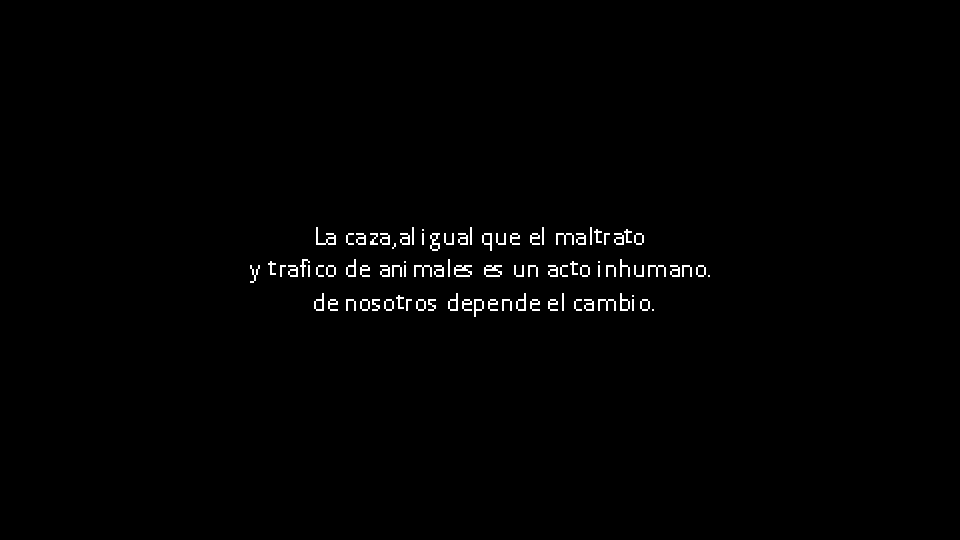 La caza,al igual que el maltrato
y trafico de animales es un acto inhumano.
de nosotros depende el cambio.